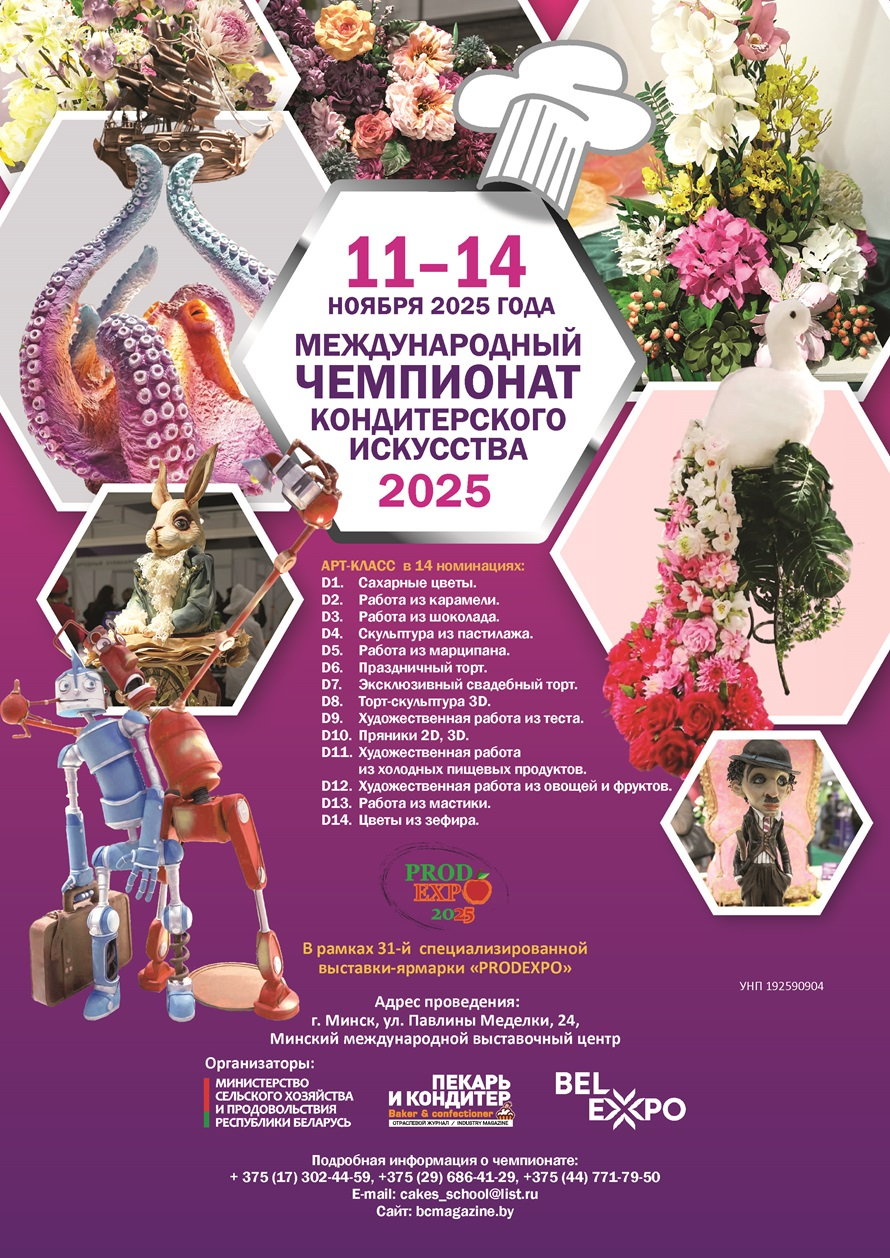 11–14
НОЯБРЯ 2025 ГОДА
МЕЖДУНАРОДНЫЙ
ЧЕМПИОНАТ
КОНДИТЕРСКОГО
ИСКУССТВА
2025
АРТ-КЛАСС в 14 номинациях:
D1. Сахарные цветы.
D2. Работа из карамели.
D3. Работа из шоколада.
D4. Скульптура из пастилажа.
D5. Работа из марципана.
D6. Праздничный торт.
D7. Эксклюзивный свадебный торт.
D8. Торт-скульптура 3D.
D9. Художественная работа из теста.
D10. Пряники 2D, 3D.
D11. Художественная работа
из холодных пищевых продуктов.
D12. Художественная работа из овощей и фруктов.
D13. Работа из мастики.
D14. Цветы из зефира.
PROD
EXPO
2025
В рамках 31-й специализированной
выставки-ярмарки «PRODEXPO»
УНП 192590904
Адрес проведения:
г. Минск, ул. Павлины Меделки, 24,
Минский международной выставочный центр
Организаторы:
МИНИСТЕРСТВО
СЕЛЬСКОГО ХОЗЯЙСТВА
И ПРОДОВОЛЬСТВИЯ
РЕСПУБЛИКИ БЕЛАРУСЬ
ПЕКАРЬ
И КОНДИТЕР
Baker & confectioner
ОТРАСЛЕВОЙ ЖУРНАЛ / INDUSTRY MAGAZINE
BEL
EXPO
Подробная информация о чемпионате:
+ 375 (17) 302-44-59, +375 (29) 686-41-29, +375 (44) 771-79-50
E-mail: cakes_school@list.ru
Сайт: bcmagazine.by